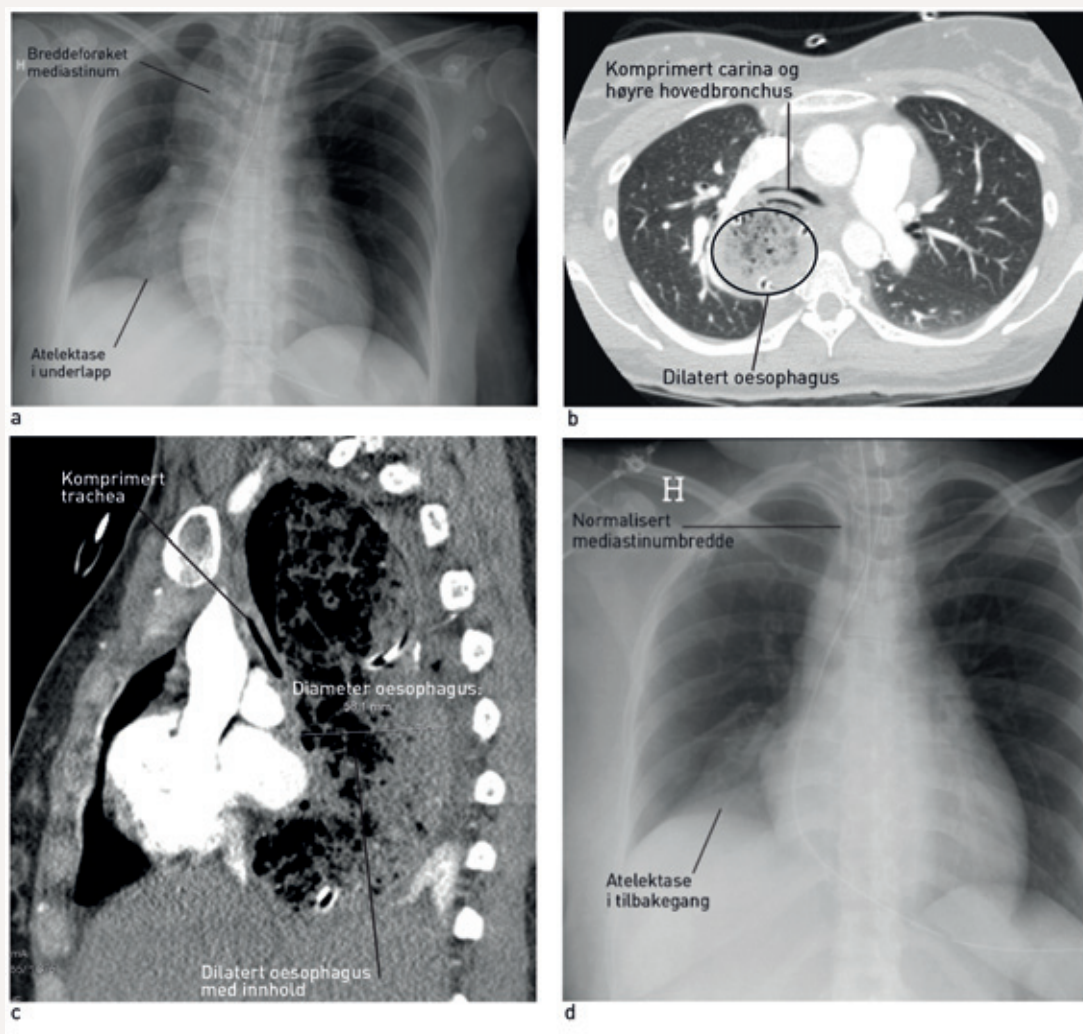 Breddeforøket
mediastinum
H
Atelektase
i underlapp
a
Komprimert carina og
høyre hovedbronchus
Dilatert oesophagus
b
Komprimert
trachea
Diameter oesophagus:
mA
Dilatert oesophagus
med innhold
c
H
Normalisert
mediastinumbredde
Atelektase
i tilbakegang
d